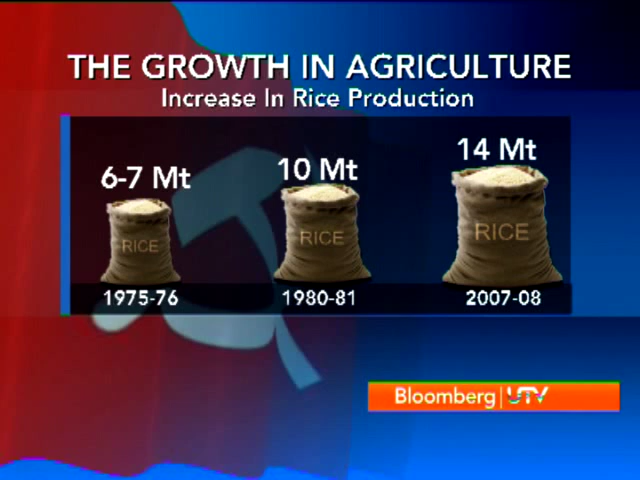 THE GROWTH IN AGRICULTURE
Increase In Rice Production
6-7 Mt
10 Mt
14 Mt
RICE
RICE
RICE
1975-76
1980-81
2007-08
Bloomberg|UTV